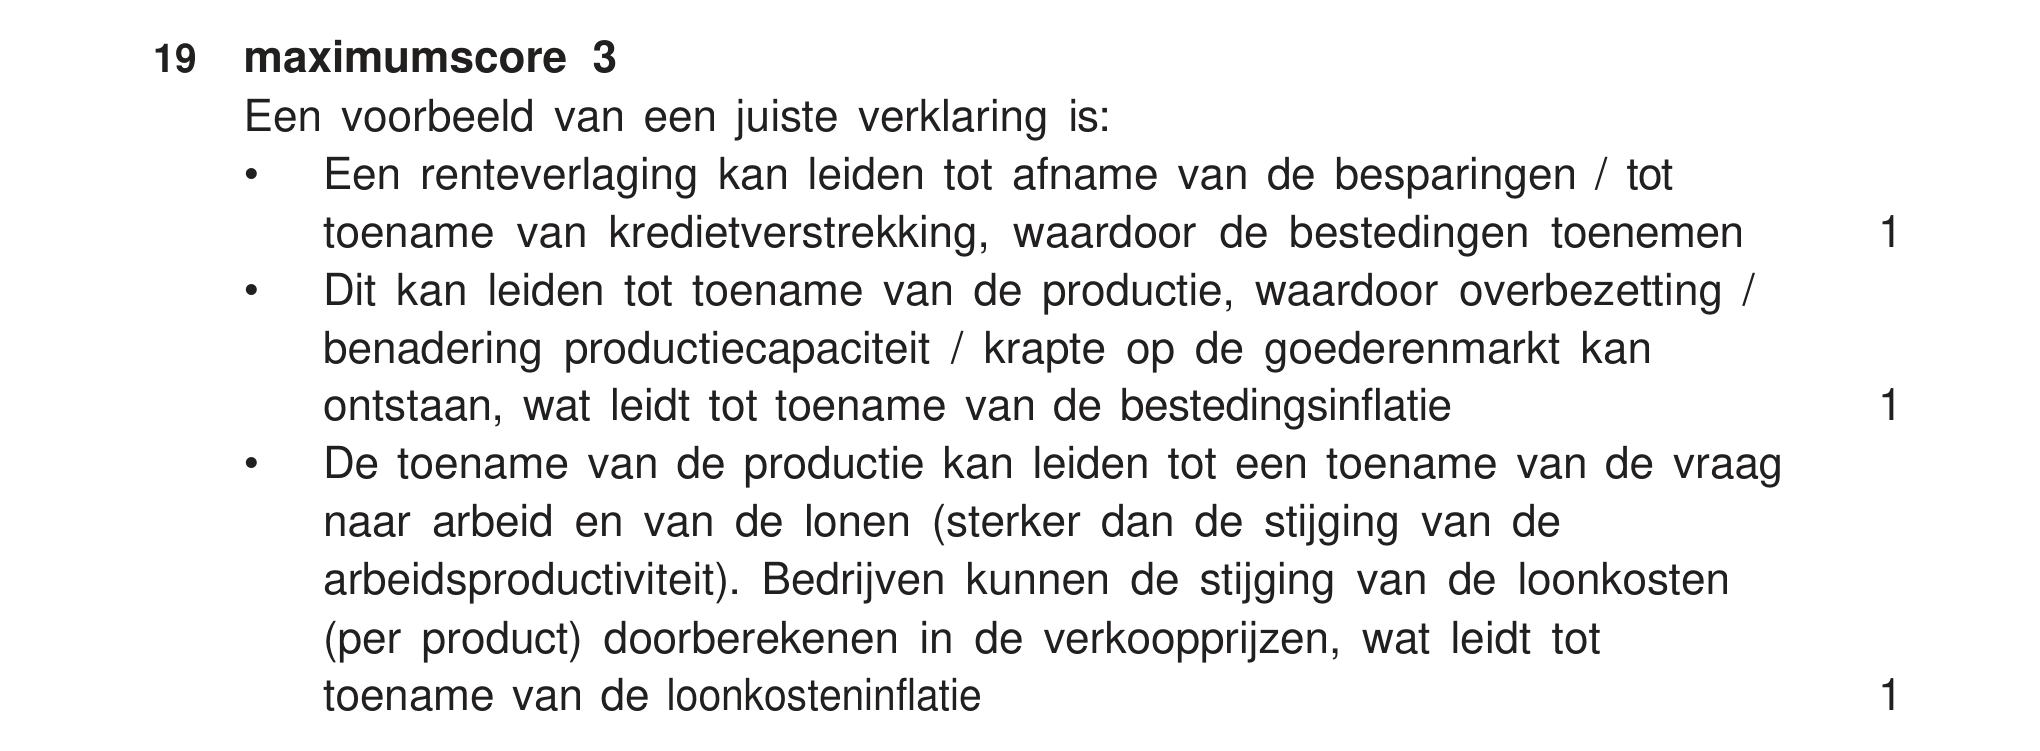 19 maximumscore 3
Een voorbeeld van een juiste verklaring is:
• Een renteverlaging kan leiden tot afname van de besparingen / tot
toename van kredietverstrekking, waardoor de bestedingen toenemen 1
• Dit kan leiden tot toename van de productie, waardoor overbezetting /
benadering productiecapaciteit / krapte op de goederenmarkt kan
ontstaan, wat leidt tot toename van de bestedingsinflatie 1
• De toename van de productie kan leiden tot een toename van de vraag
naar arbeid en van de lonen (sterker dan de stijging van de
arbeidsproductiviteit). Bedrijven kunnen de stijging van de loonkosten
(per product) doorberekenen in de verkoopprijzen, wat leidt tot
toename van de loonkosteninflatie 1